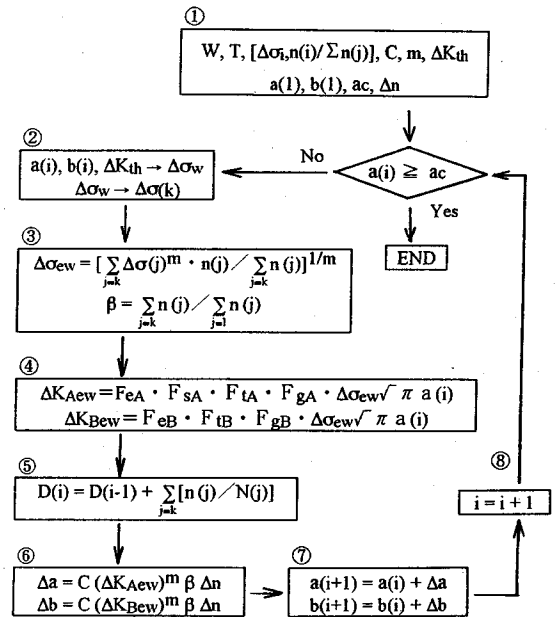 ①
W, T, [Δσi,n(i)/Σn(j)], C, m, ΔKth
a(1), b(1), ac, Δn
②
a(i), b(i), ΔKth → Δσw
Δσw → Δσ(k)
No
a(i) ≧ ac
Yes
END
③
Δσew = [ Σ j=k Δσ(j)^m · n(j) / Σ j=k n(j)]^1/m
β = Σ j=k n(j) / Σ j=1 n(j)
④
ΔKAew = FeA · FsA · FtA · FgA · Δσew√ π a(i)
ΔKBew = FeB · FtB · FgB · Δσew√ π a(i)
⑤
D(i) = D(i-1) + Σ j=k [n(j)/N(j)]
⑥
Δa = C (ΔKAew)^m β Δn
Δb = C (ΔKBew)^m β Δn
⑦
a(i+1) = a(i) + Δa
b(i+1) = b(i) + Δb
⑧
i = i + 1